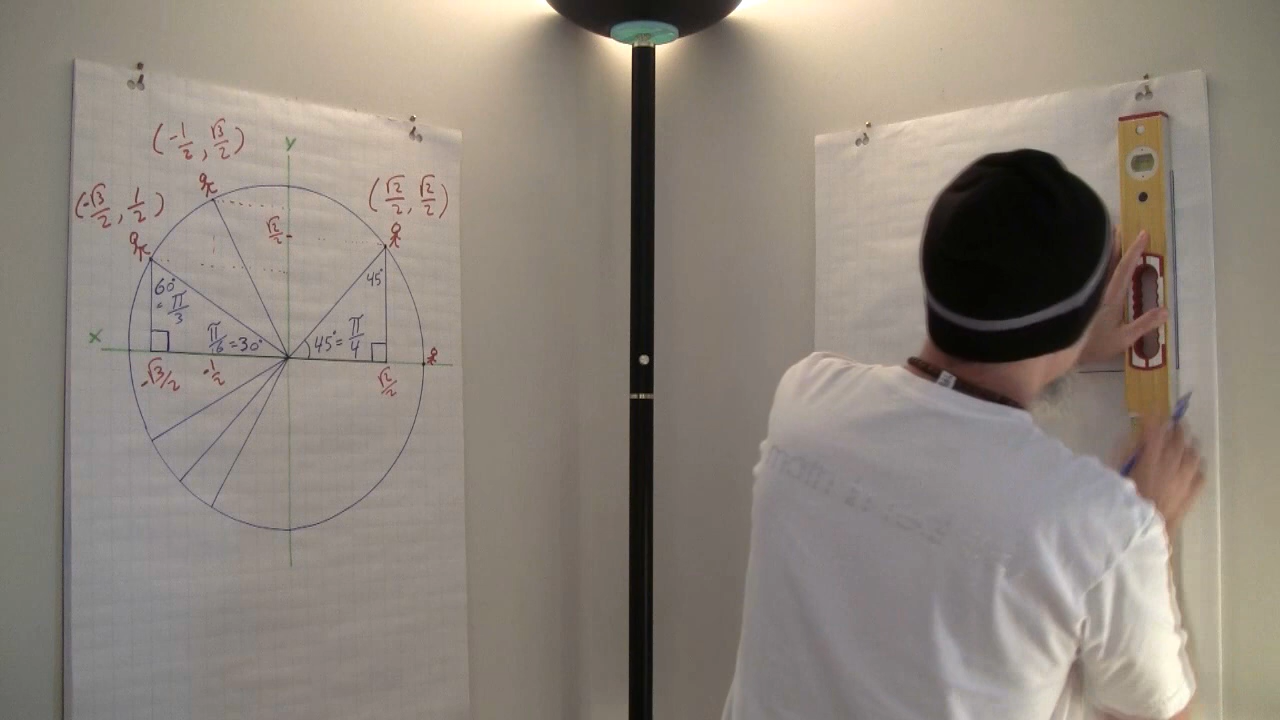 (-1/2, √3/2)
y
(-√3/2, 1/2)
(√2/2, √2/2)
√2/2
60°
= π/3
45°
x
π/6 = 30°
45° = π/4
-√3/2
-1/2
√2/2